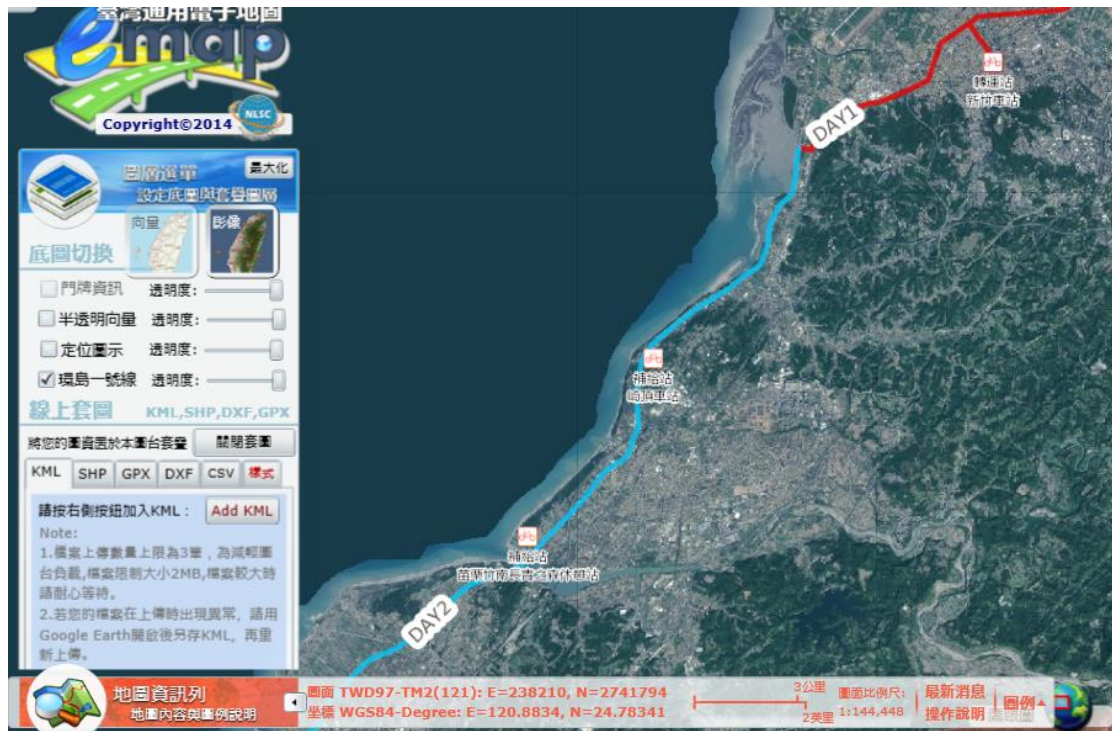 臺灣通用電子地圖
emap
Copyright©2014
NLSC
圖層選單
最大化
設定底圖與套疊圖層
底圖切換
向量
影像
門牌資訊 透明度:
半透明向量 透明度:
定位圖示 透明度:
環島一號線 透明度:
線上套圖 KML,SHP,DXF,GPX
將您的圖資置於本圖台套疊 關閉套圖
KML SHP GPX DXF CSV 樣式
請按右側按鈕加入KML： Add KML
Note:
1.檔案上傳數量上限為3筆，為減輕圖
台負載,檔案限制大小2MB,檔案較大時
請耐心等待。
2.若您的檔案在上傳時出現異常，請用
Google Earth開啟後另存KML，再重
新上傳。
轉運站
新竹車站
DAY1
補給站
崎頂車站
補給站
苗栗竹南長青之森休憩站
DAY2
地圖資訊列
地圖內容與圖例說明
圖面 TWD97-TM2(121): E=238210, N=2741794
坐標 WGS84-Degree: E=120.8834, N=24.78341
3公里
2英里
圖面比例尺:
1:144,448
最新消息
操作說明
圖例